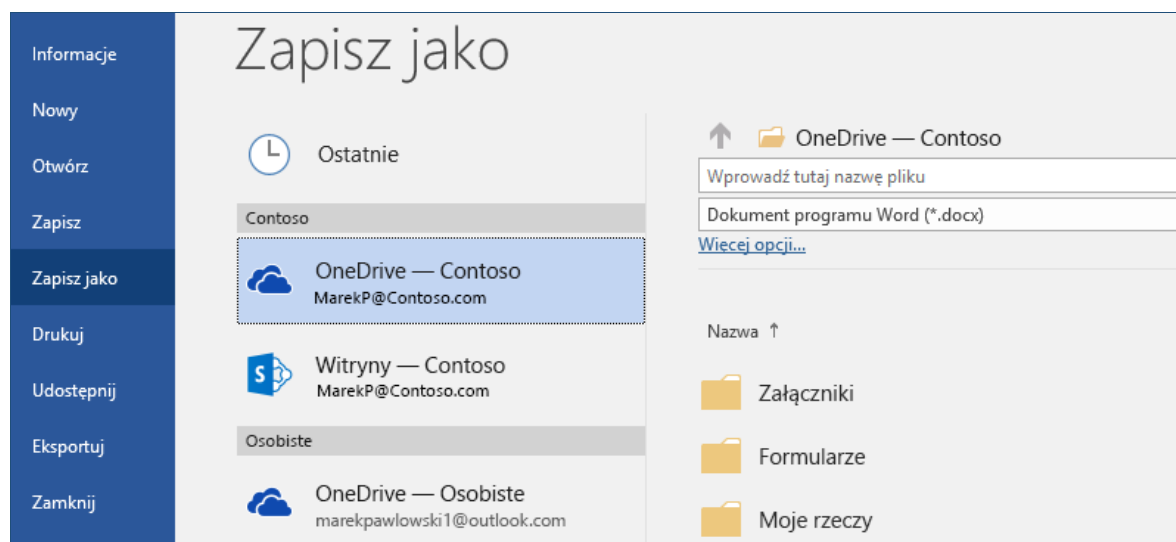 Informacje
Nowy
Otwórz
Zapisz
Zapisz jako
Drukuj
Udostępnij
Eksportuj
Zamknij
Zapisz jako
Ostatnie
Contoso
OneDrive — Contoso
MarekP@Contoso.com
Witryny — Contoso
MarekP@Contoso.com
Osobiste
OneDrive — Osobiste
marekpawlowski1@outlook.com
OneDrive — Contoso
Wprowadź tutaj nazwę pliku
Dokument programu Word (*.docx)
Więcej opcji...
Nazwa ↑
Załączniki
Formularze
Moje rzeczy